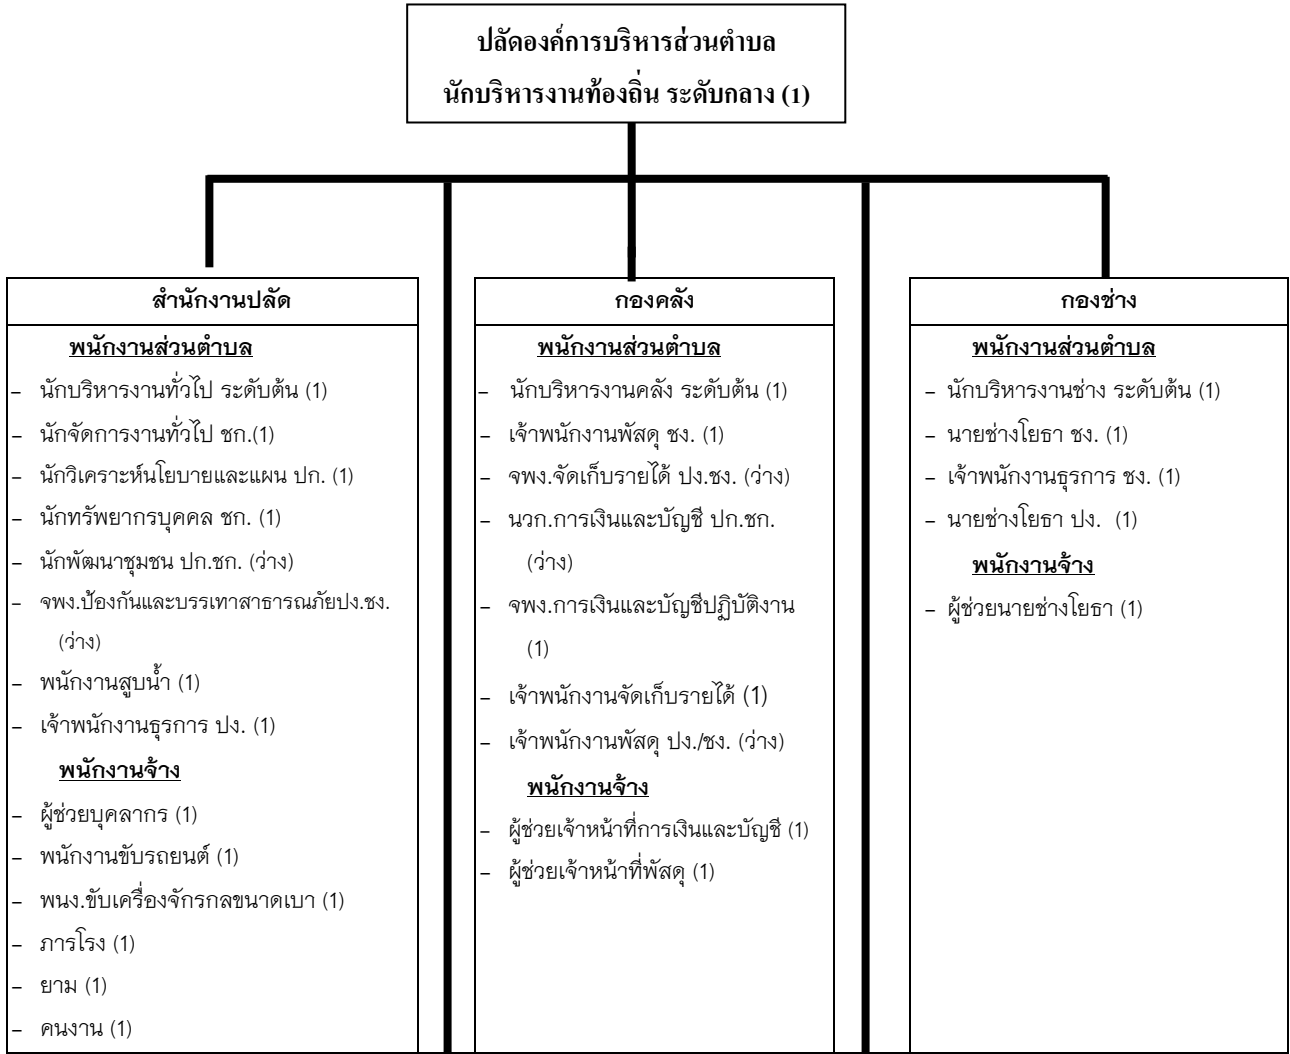 ปลัดองค์การบริหารส่วนตำบล
นักบริหารงานท้องถิ่น ระดับกลาง (1)
สำนักงานปลัด
พนักงานส่วนตำบล
– นักบริหารงานทั่วไป ระดับต้น (1)
– นักจัดการงานทั่วไป ชก.(1)
– นักวิเคราะห์นโยบายและแผน ปก. (1)
– นักทรัพยากรบุคคล ชก. (1)
– นักพัฒนาชุมชน ปก.ชก. (ว่าง)
– จพง.ป้องกันและบรรเทาสาธารณภัยปง.ชง.
(ว่าง)
– พนักงานสูบน้ำ (1)
– เจ้าพนักงานธุรการ ปง. (1)
พนักงานจ้าง
– ผู้ช่วยบุคลากร (1)
– พนักงานขับรถยนต์ (1)
– พนง.ขับเครื่องจักรกลขนาดเบา (1)
– ภารโรง (1)
– ยาม (1)
– คนงาน (1)
กองคลัง
พนักงานส่วนตำบล
– นักบริหารงานคลัง ระดับต้น (1)
– เจ้าพนักงานพัสดุ ชง. (1)
– จพง.จัดเก็บรายได้ ปง.ชง. (ว่าง)
– นวก.การเงินและบัญชี ปก.ชก.
(ว่าง)
– จพง.การเงินและบัญชีปฏิบัติงาน
(1)
– เจ้าพนักงานจัดเก็บรายได้ (1)
– เจ้าพนักงานพัสดุ ปง./ชง. (ว่าง)
พนักงานจ้าง
– ผู้ช่วยเจ้าหน้าที่การเงินและบัญชี (1)
– ผู้ช่วยเจ้าหน้าที่พัสดุ (1)
กองช่าง
พนักงานส่วนตำบล
– นักบริหารงานช่าง ระดับต้น (1)
– นายช่างโยธา ชง. (1)
– เจ้าพนักงานธุรการ ชง. (1)
– นายช่างโยธา ปง. (1)
พนักงานจ้าง
– ผู้ช่วยนายช่างโยธา (1)